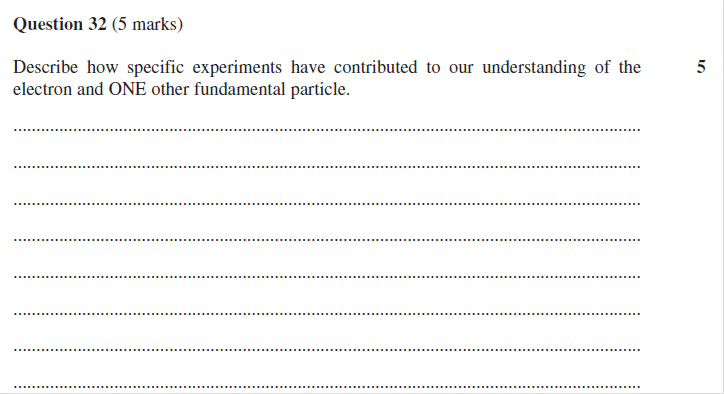 Question 32 (5 marks)
Describe how specific experiments have contributed to our understanding of the 5
electron and ONE other fundamental particle.